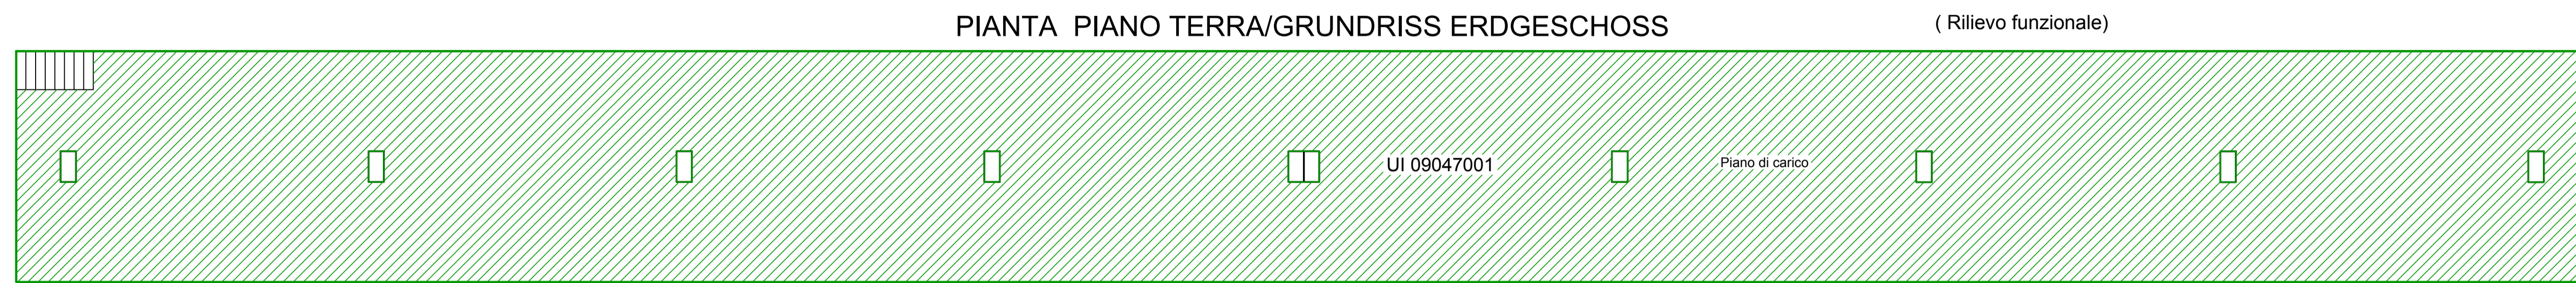 PIANTA  PIANO TERRA/GRUNDRISS ERDGESCHOSS
( Rilievo funzionale)
UI 09047001
Piano di carico